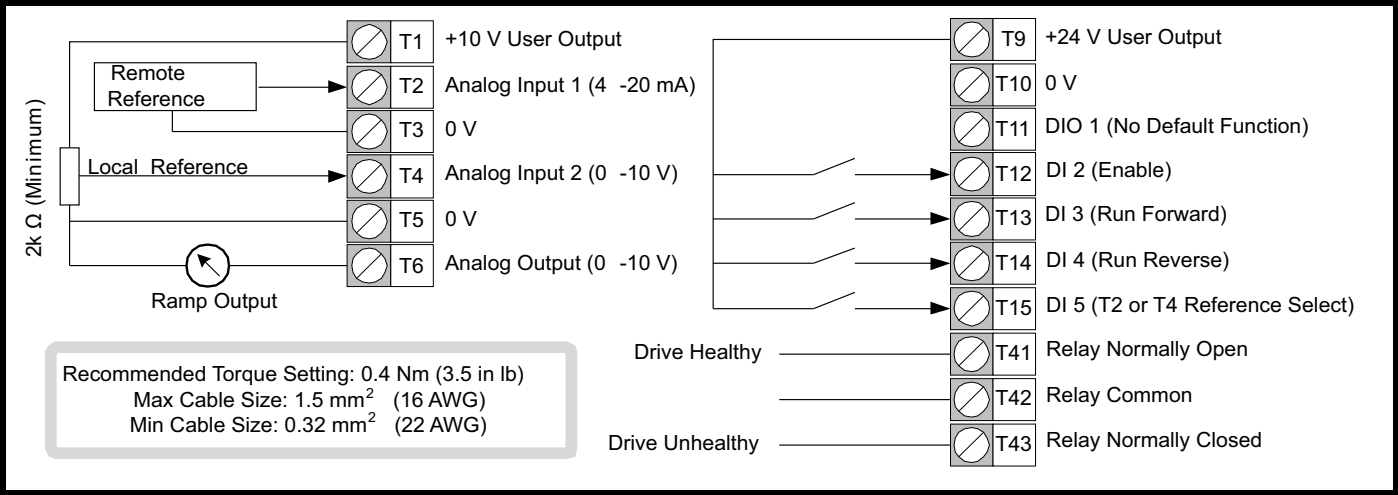 T1 +10 V User Output
Remote
Reference
T2 Analog Input 1 (4 -20 mA)
T3 0 V
2k Ω (Minimum)
Local Reference
T4 Analog Input 2 (0 -10 V)
T5 0 V
T6 Analog Output (0 -10 V)
Ramp Output
Recommended Torque Setting: 0.4 Nm (3.5 in lb)
Max Cable Size: 1.5 mm² (16 AWG)
Min Cable Size: 0.32 mm² (22 AWG)
T9 +24 V User Output
T10 0 V
T11 DIO 1 (No Default Function)
T12 DI 2 (Enable)
T13 DI 3 (Run Forward)
T14 DI 4 (Run Reverse)
T15 DI 5 (T2 or T4 Reference Select)
Drive Healthy T41 Relay Normally Open
T42 Relay Common
Drive Unhealthy T43 Relay Normally Closed